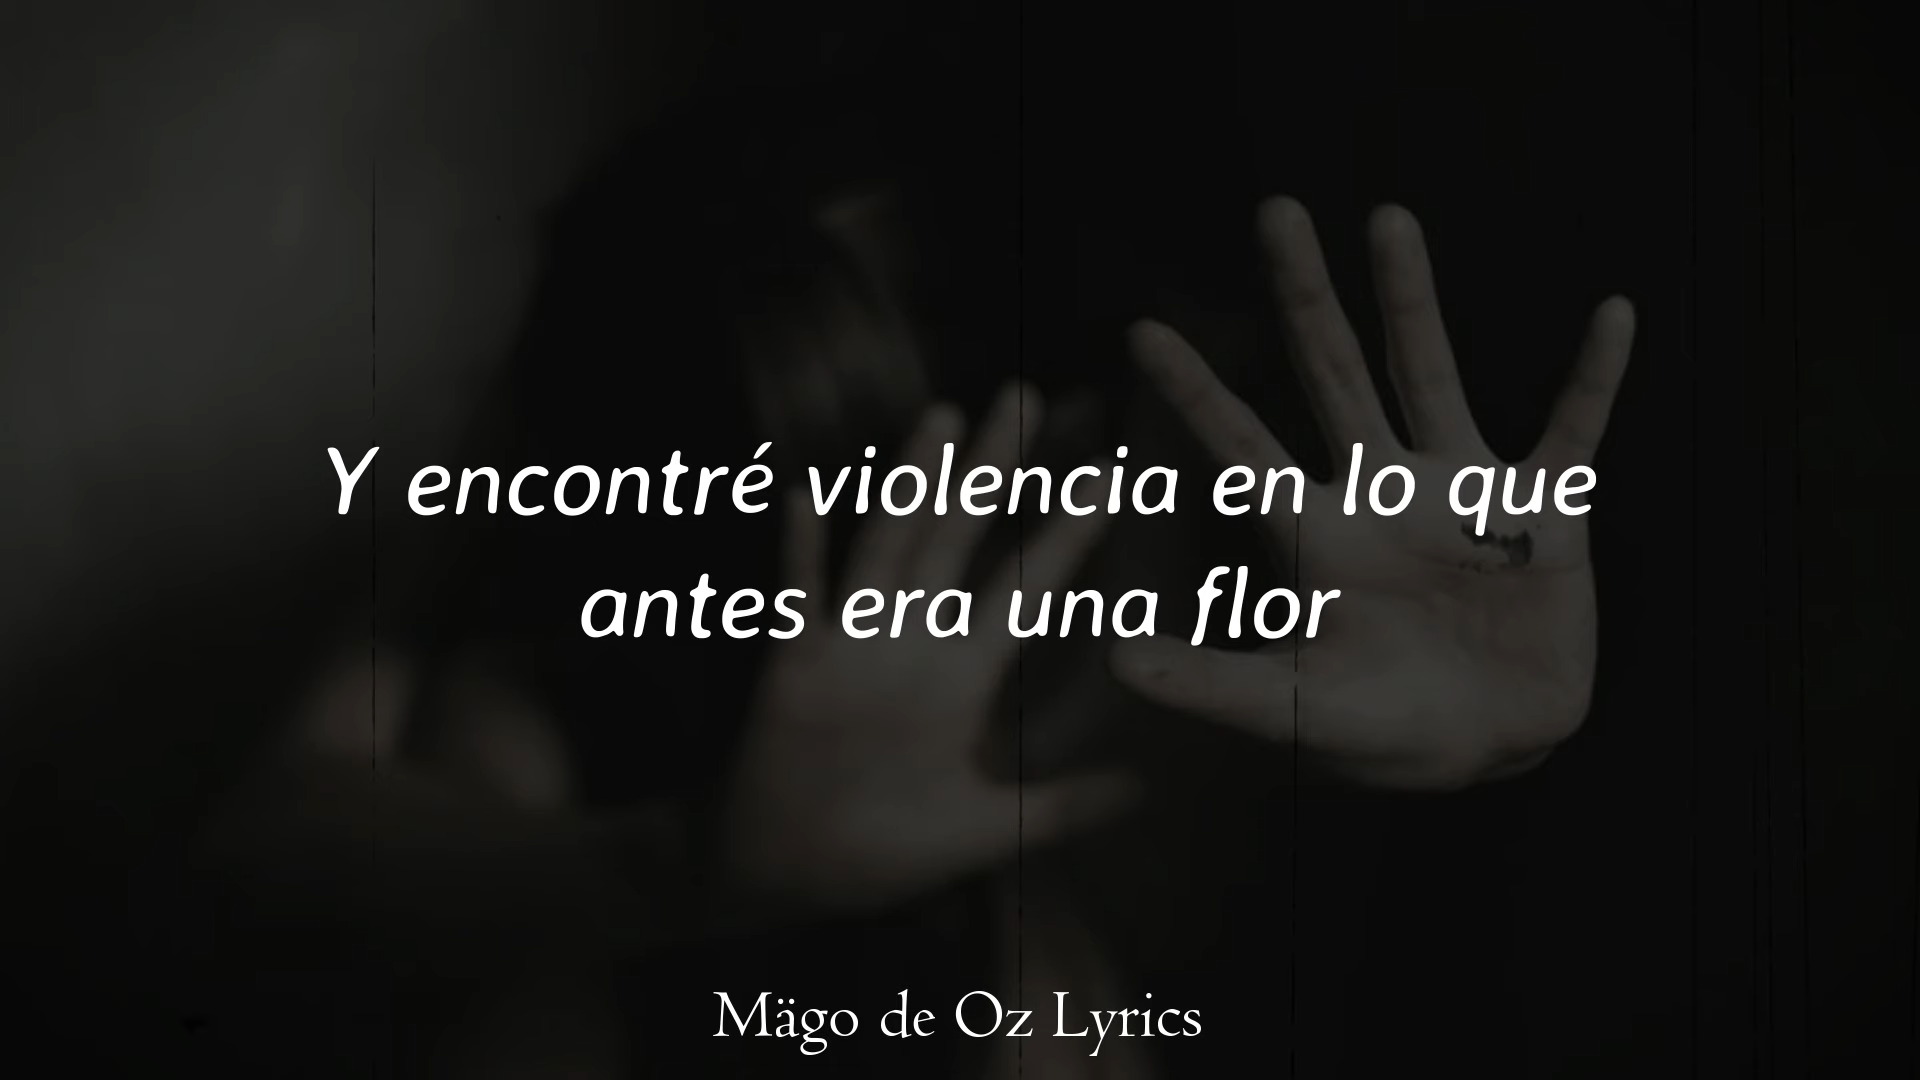 Y encontré violencia en lo que
antes era una flor
Mägo de Oz Lyrics